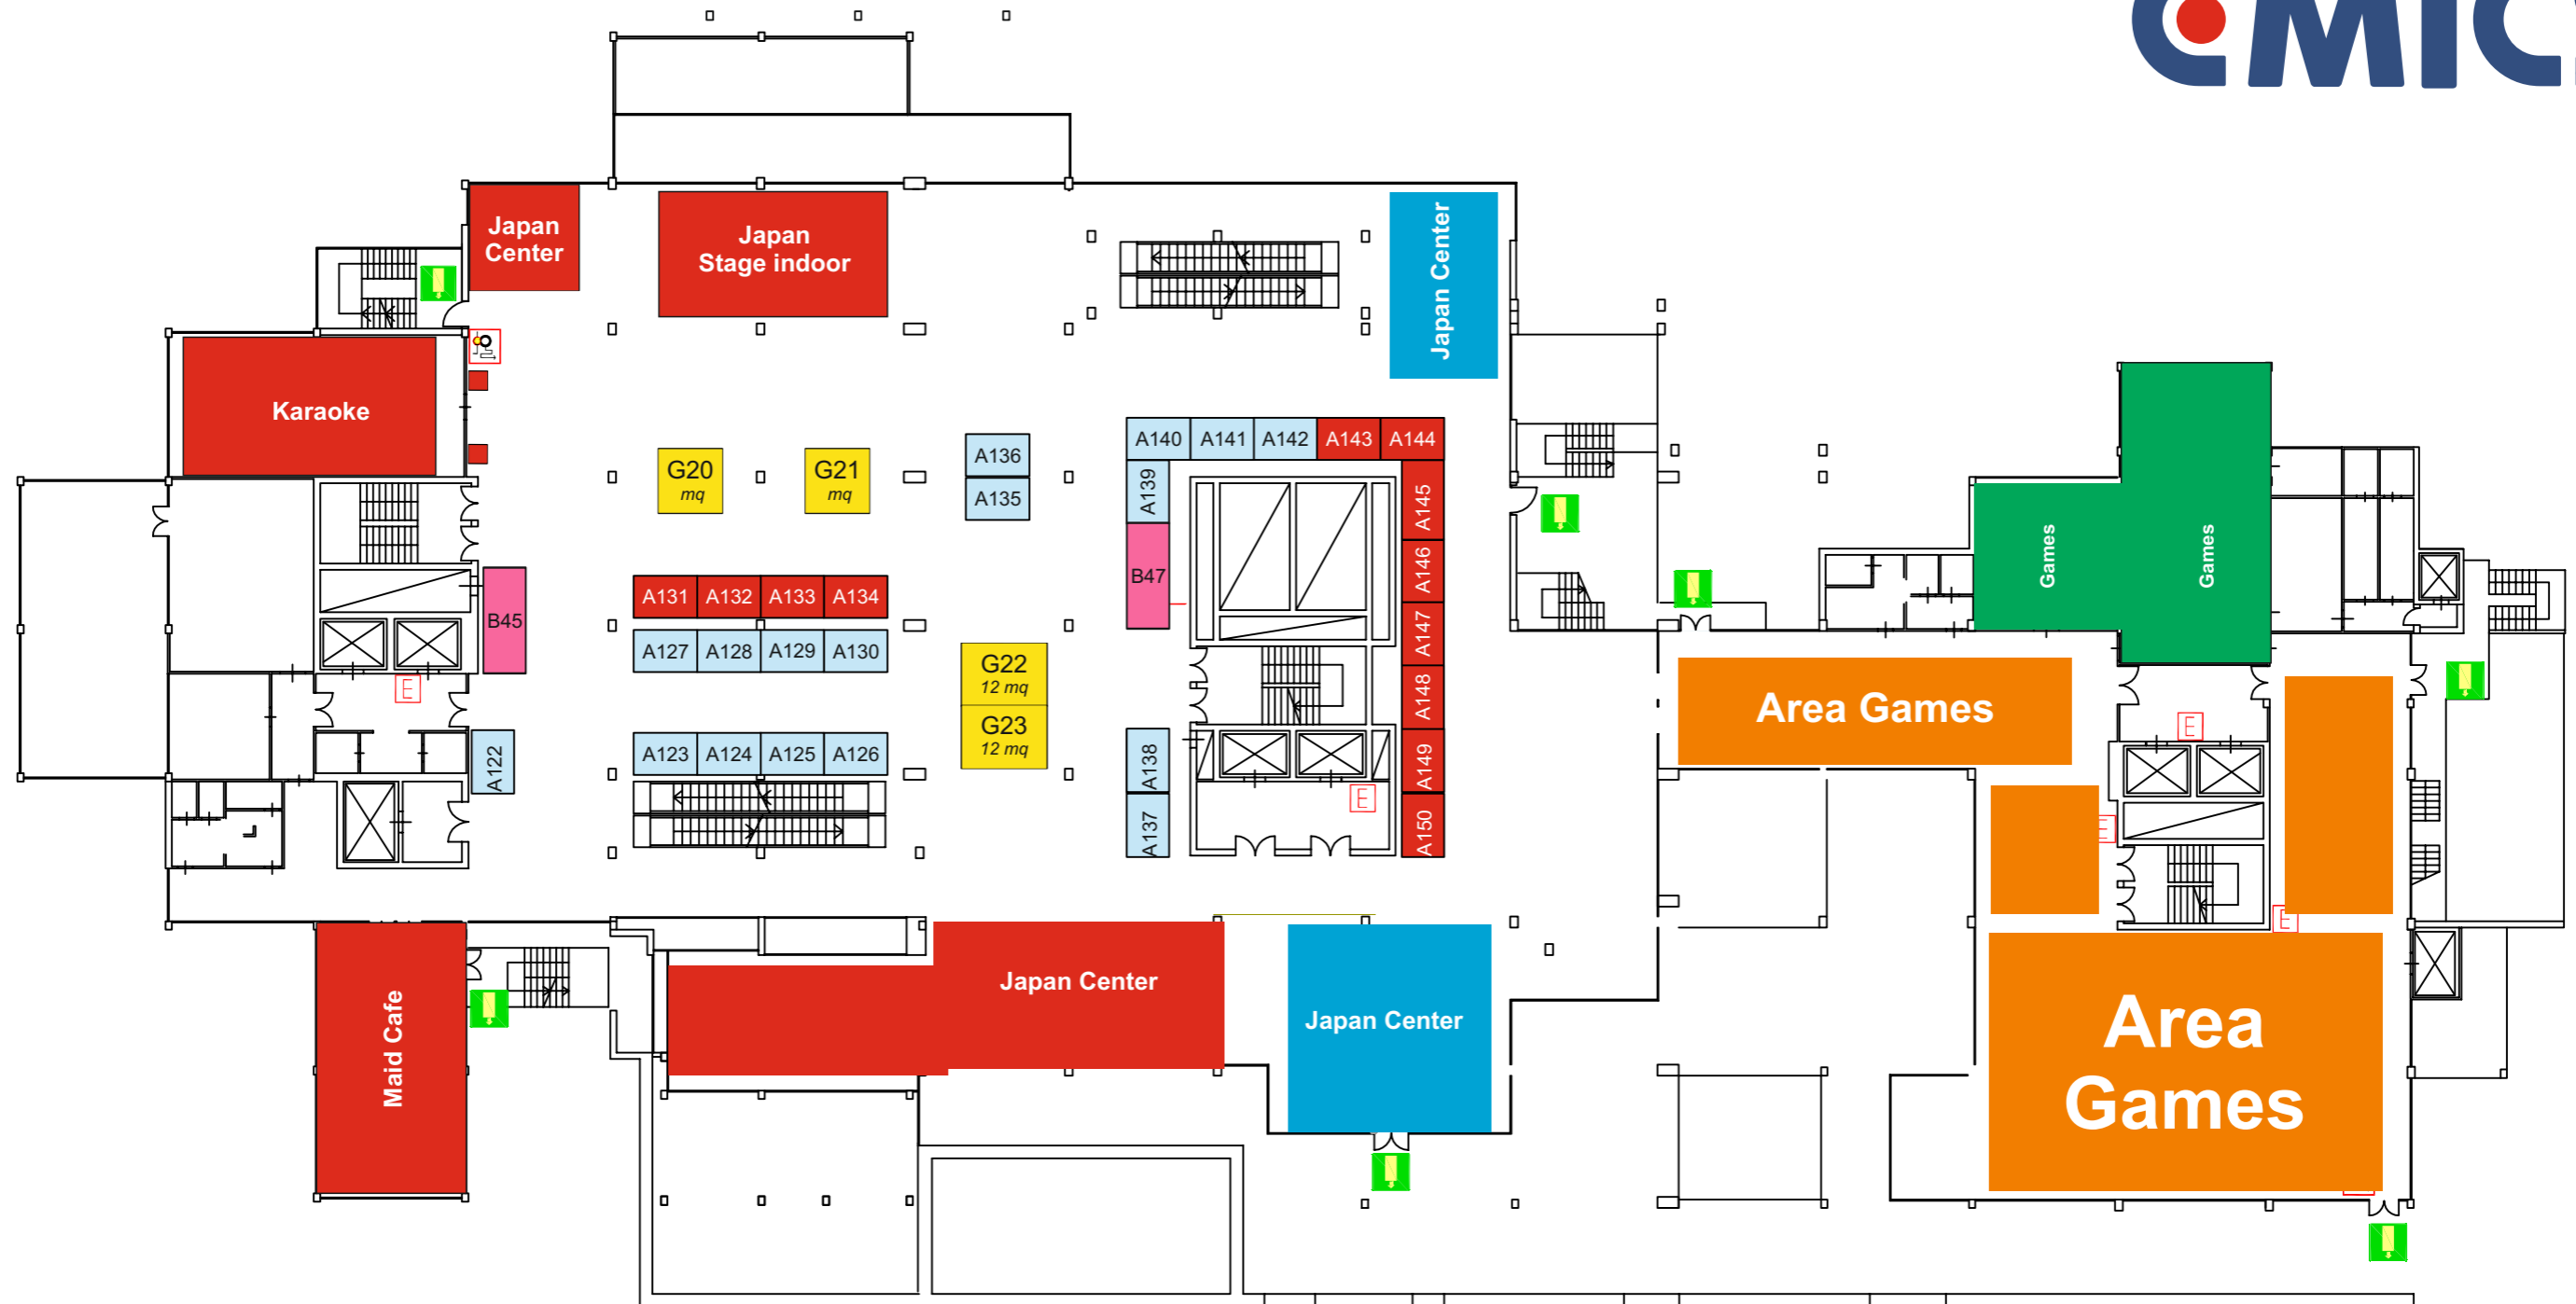 Japan
Center
Japan
Stage indoor
Japan Center
Karaoke
G20
mq
G21
mq
A136
A135
A140
A141
A142
A143
A144
A139
B47
A145
A146
A147
A148
A149
A150
Games
Games
A131
A132
A133
A134
B45
A127
A128
A129
A130
G22
12 mq
G23
12 mq
E
A122
A123
A124
A125
A126
A138
A137
E
Area Games
E
E
E
Maid Cafe
Japan Center
Japan Center
Area
Games